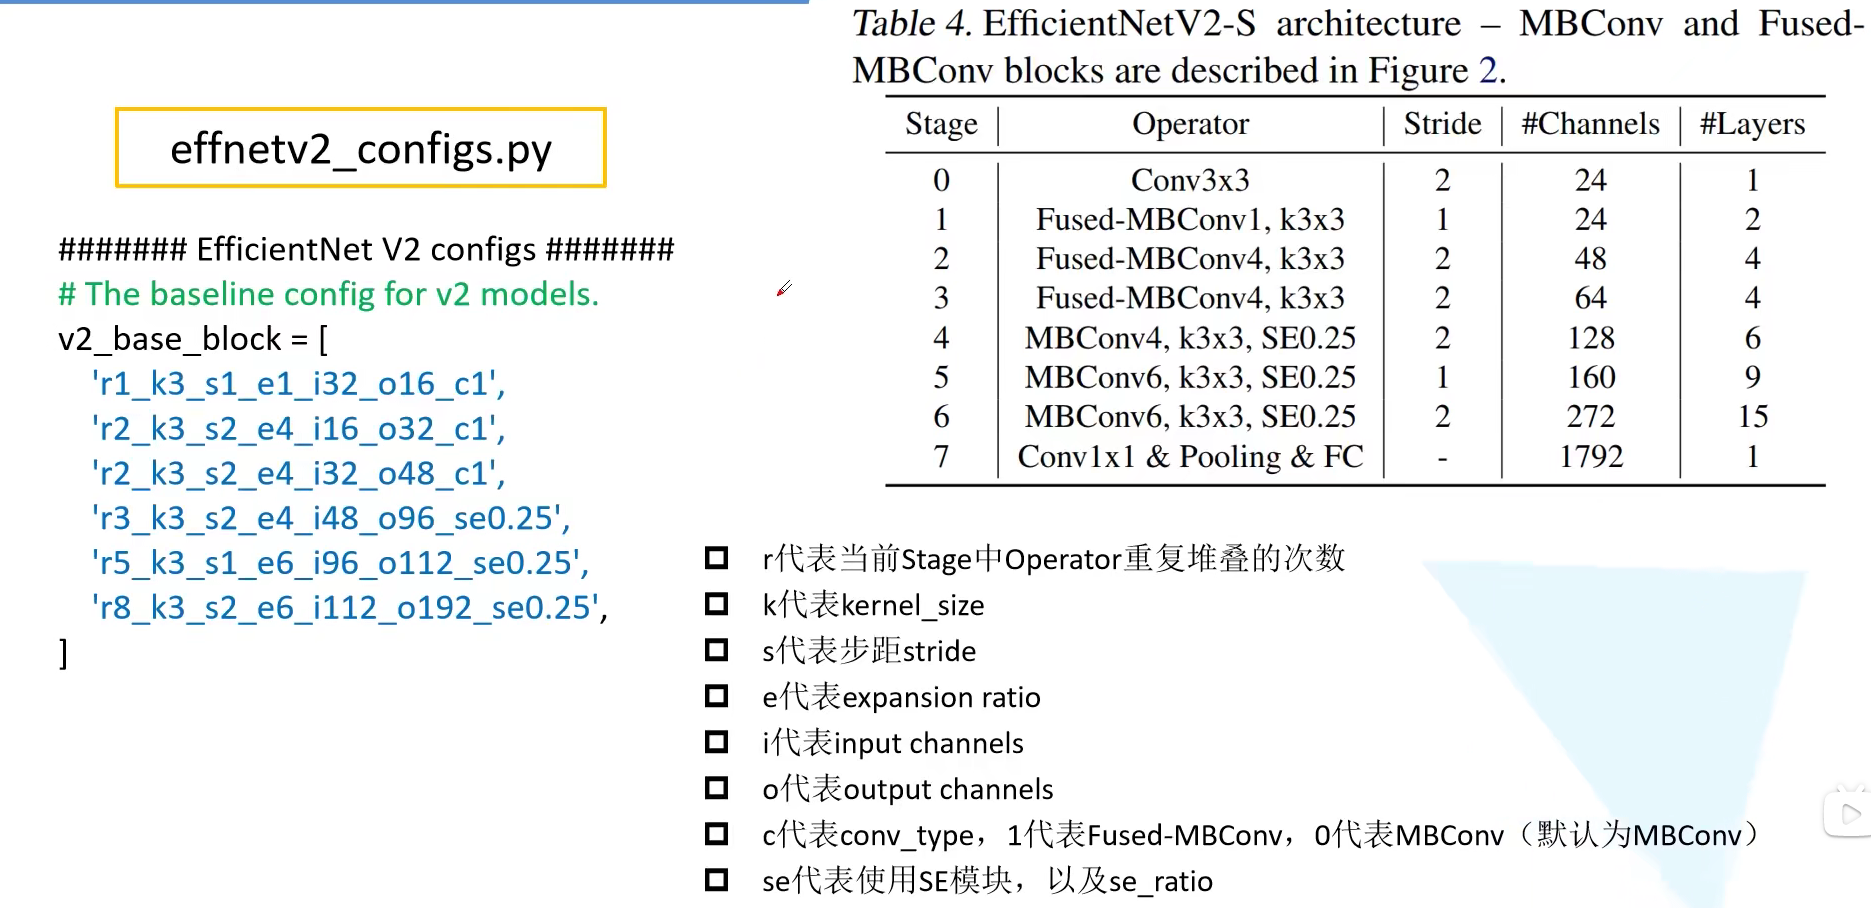 effnetv2_configs.py
####### EfficientNet V2 configs #######
# The baseline config for v2 models.
v2_base_block = [
'r1_k3_s1_e1_i32_o16_c1',
'r2_k3_s2_e4_i16_o32_c1',
'r2_k3_s2_e4_i32_o48_c1',
'r3_k3_s2_e4_i48_o96_se0.25',
'r5_k3_s1_e6_i96_o112_se0.25',
'r8_k3_s2_e6_i112_o192_se0.25',
]
Table 4. EfficientNetV2-S architecture – MBConv and Fused-
MBConv blocks are described in Figure 2.
Stage Operator Stride #Channels #Layers
0 Conv3x3 2 24 1
1 Fused-MBConv1, k3x3 1 24 2
2 Fused-MBConv4, k3x3 2 48 4
3 Fused-MBConv4, k3x3 2 64 4
4 MBConv4, k3x3, SE0.25 2 128 6
5 MBConv6, k3x3, SE0.25 1 160 9
6 MBConv6, k3x3, SE0.25 2 272 15
7 Conv1x1 & Pooling & FC - 1792 1
r代表当前Stage中Operator重复堆叠的次数
k代表kernel_size
s代表步距stride
e代表expansion ratio
i代表input channels
o代表output channels
c代表conv_type，1代表Fused-MBConv，0代表MBConv（默认为MBConv）
se代表使用SE模块，以及se_ratio